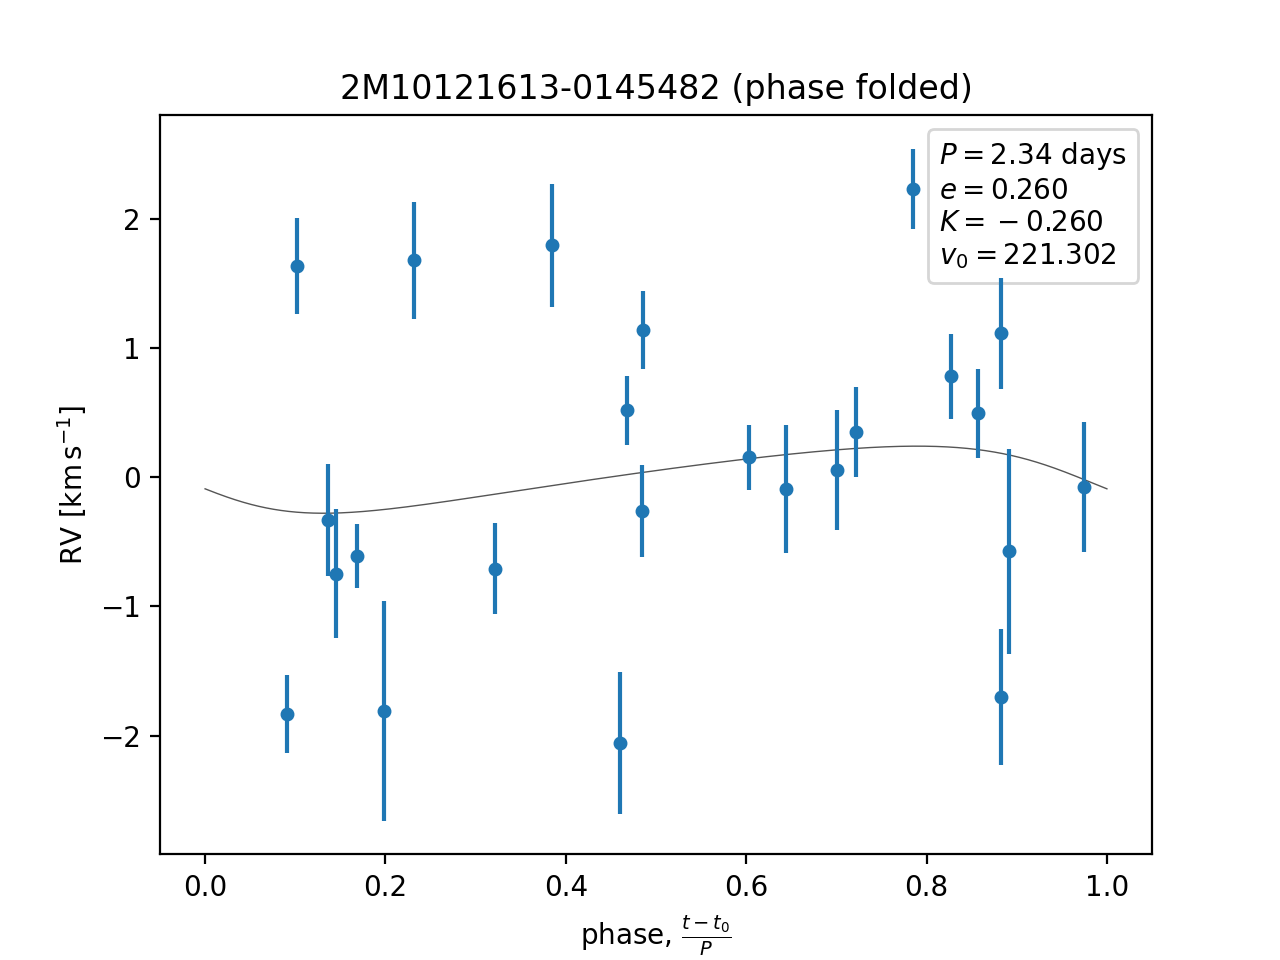 2M10121613-0145482 (phase folded)
P = 2.34 days
e = 0.260
K = −0.260
v₀ = 221.302
RV [km s⁻¹]
2
1
0
−1
−2
0.0 0.2 0.4 0.6 0.8 1.0
phase, (t − t₀)/P